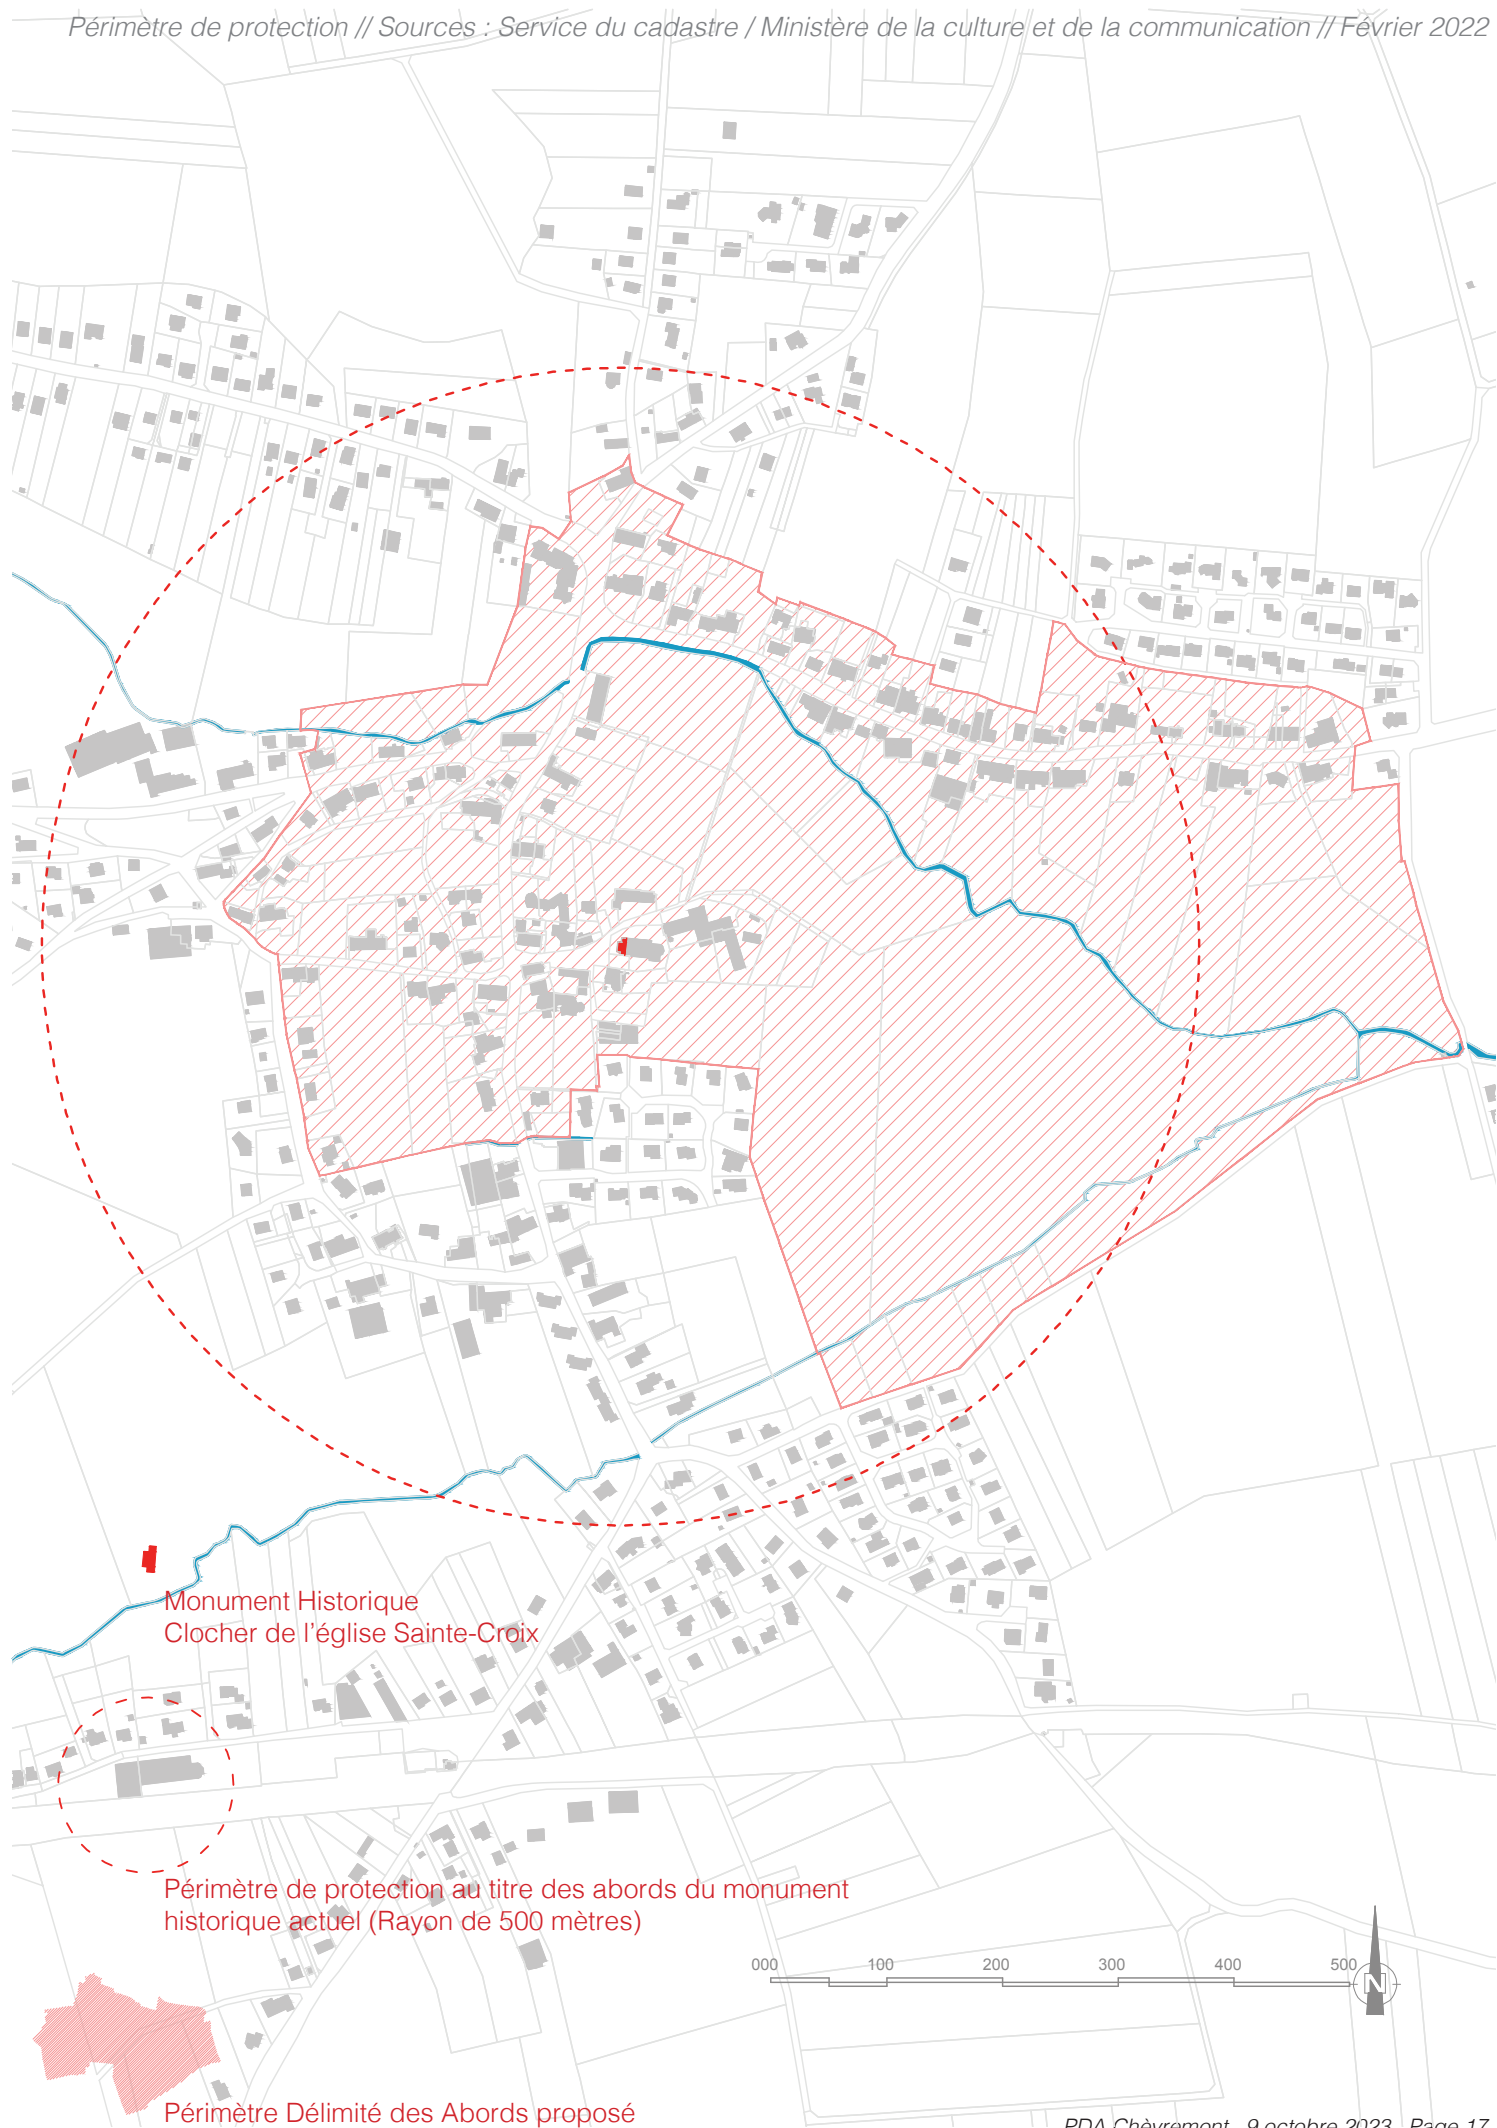 Périmètre de protection // Sources : Service du cadastre / Ministère de la culture et de la communication // Février 2022
Monument Historique
Clocher de l'église Sainte-Croix
Périmètre de protection au titre des abords du monument
historique actuel (Rayon de 500 mètres)
000 100 200 300 400 500
N
Périmètre Délimité des Abords proposé
PDA Chèvremont - 9 octobre 2023 - Page 17